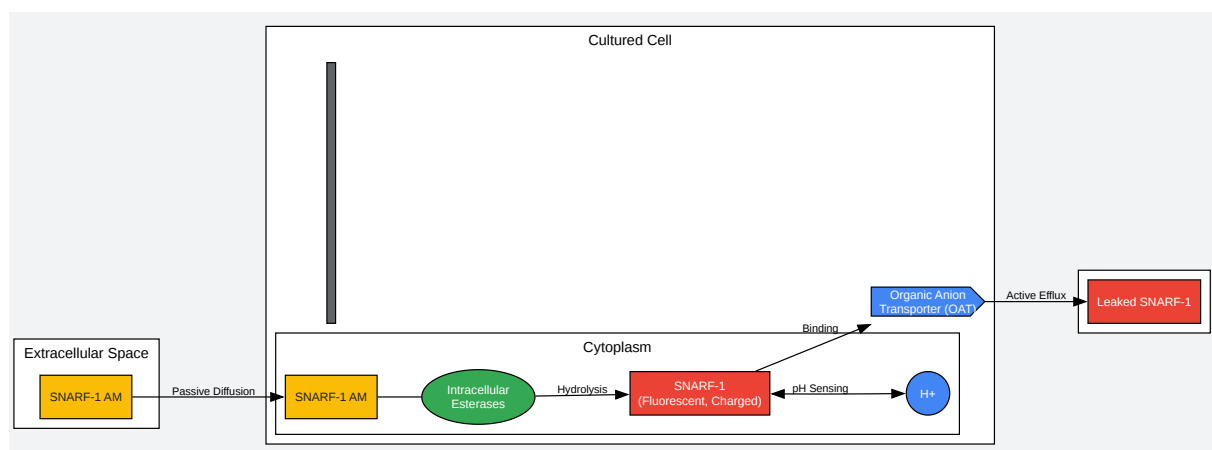 Cultured Cell
Organic Anion
Transporter (OAT)
Active Efflux
Leaked SNARF-1
Binding
Extracellular Space
Cytoplasm
SNARF-1 AM
Passive Diffusion
SNARF-1 AM
Intracellular
Esterases
Hydrolysis
SNARF-1
(Fluorescent, Charged)
pH Sensing
H+